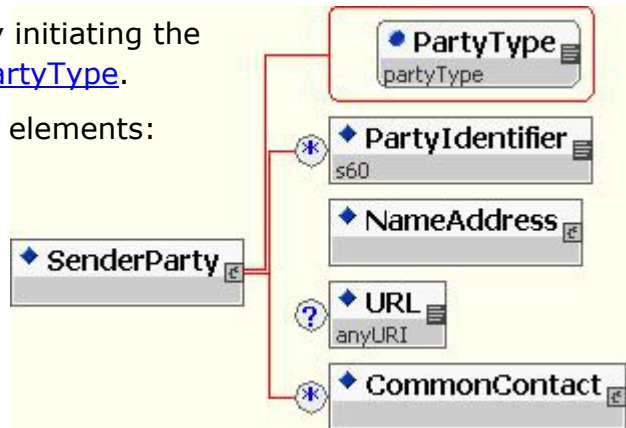 y initiating the
artyType.
elements:
PartyType
partyType
* PartyIdentifier
s60
NameAddress
SenderParty
? URL
anyURI
* CommonContact